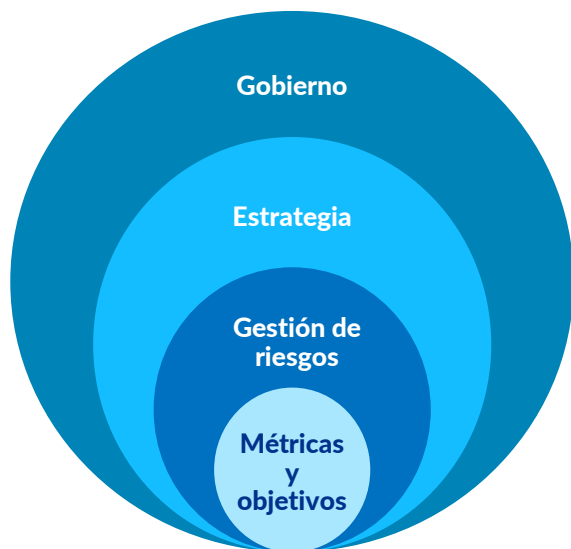 Gobierno
Estrategia
Gestión de
riesgos
Métricas
y
objetivos